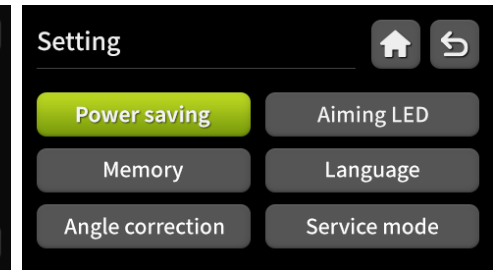 Setting
Power saving
Aiming LED
Memory
Language
Angle correction
Service mode